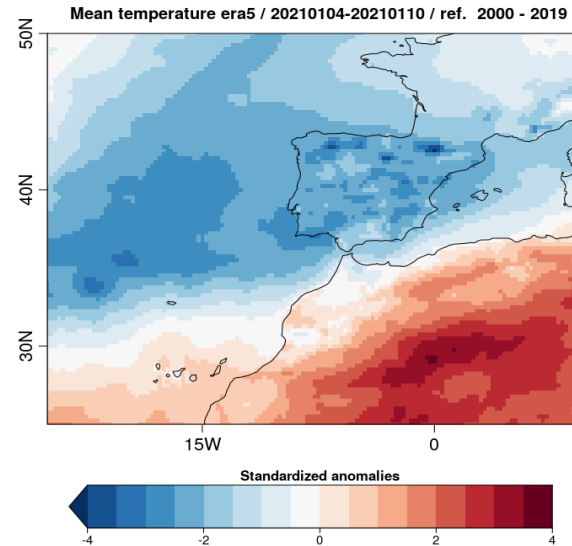 Mean temperature era5 / 20210104-20210110 / ref. 2000 - 2019
50N
40N
30N
15W 0
Standardized anomalies
-4 -2 0 2 4